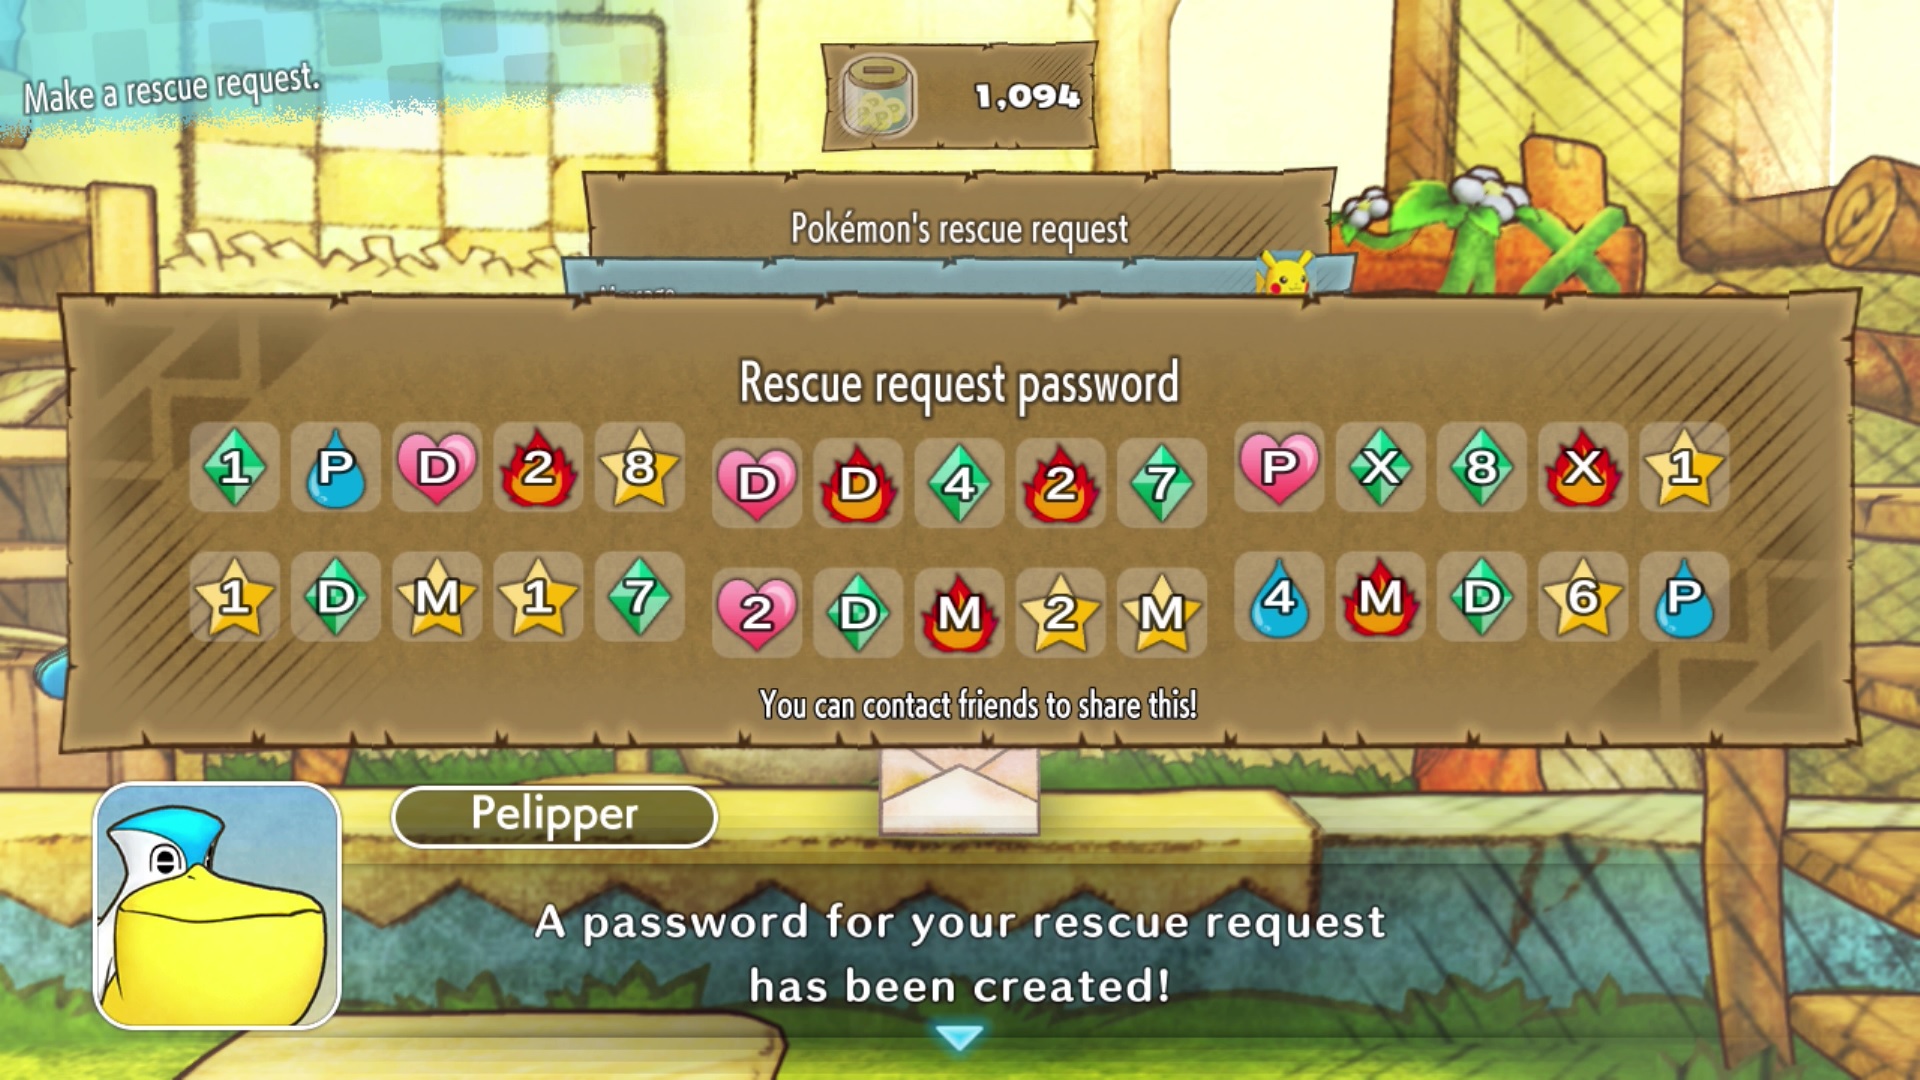 Make a rescue request.
1,094
Pokémon's rescue request
Message
Rescue request password
1 P D 2 8 D D 4 2 7 P X 8 X 1
1 D M 1 7 2 D M 2 M 4 M D 6 P
You can contact friends to share this!
Pelipper
A password for your rescue request
has been created!